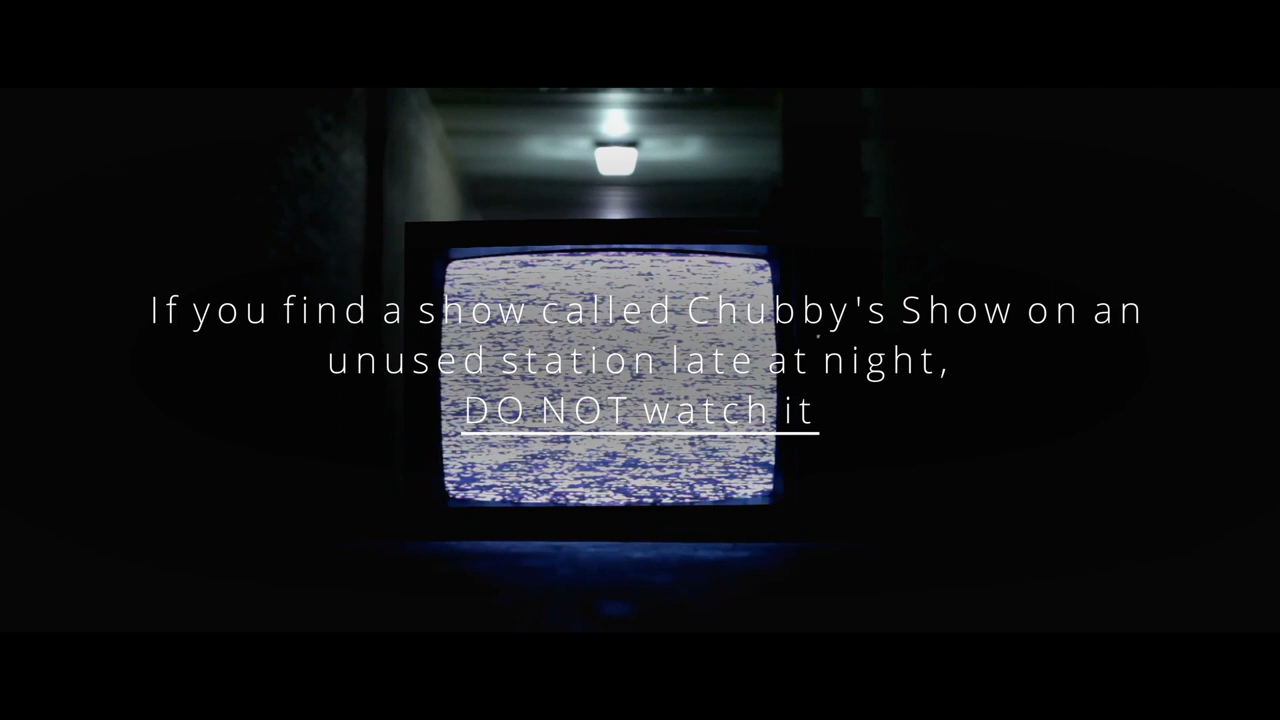 If you find a show called Chubby's Show on an
unused station late at night,
DO NOT watch it